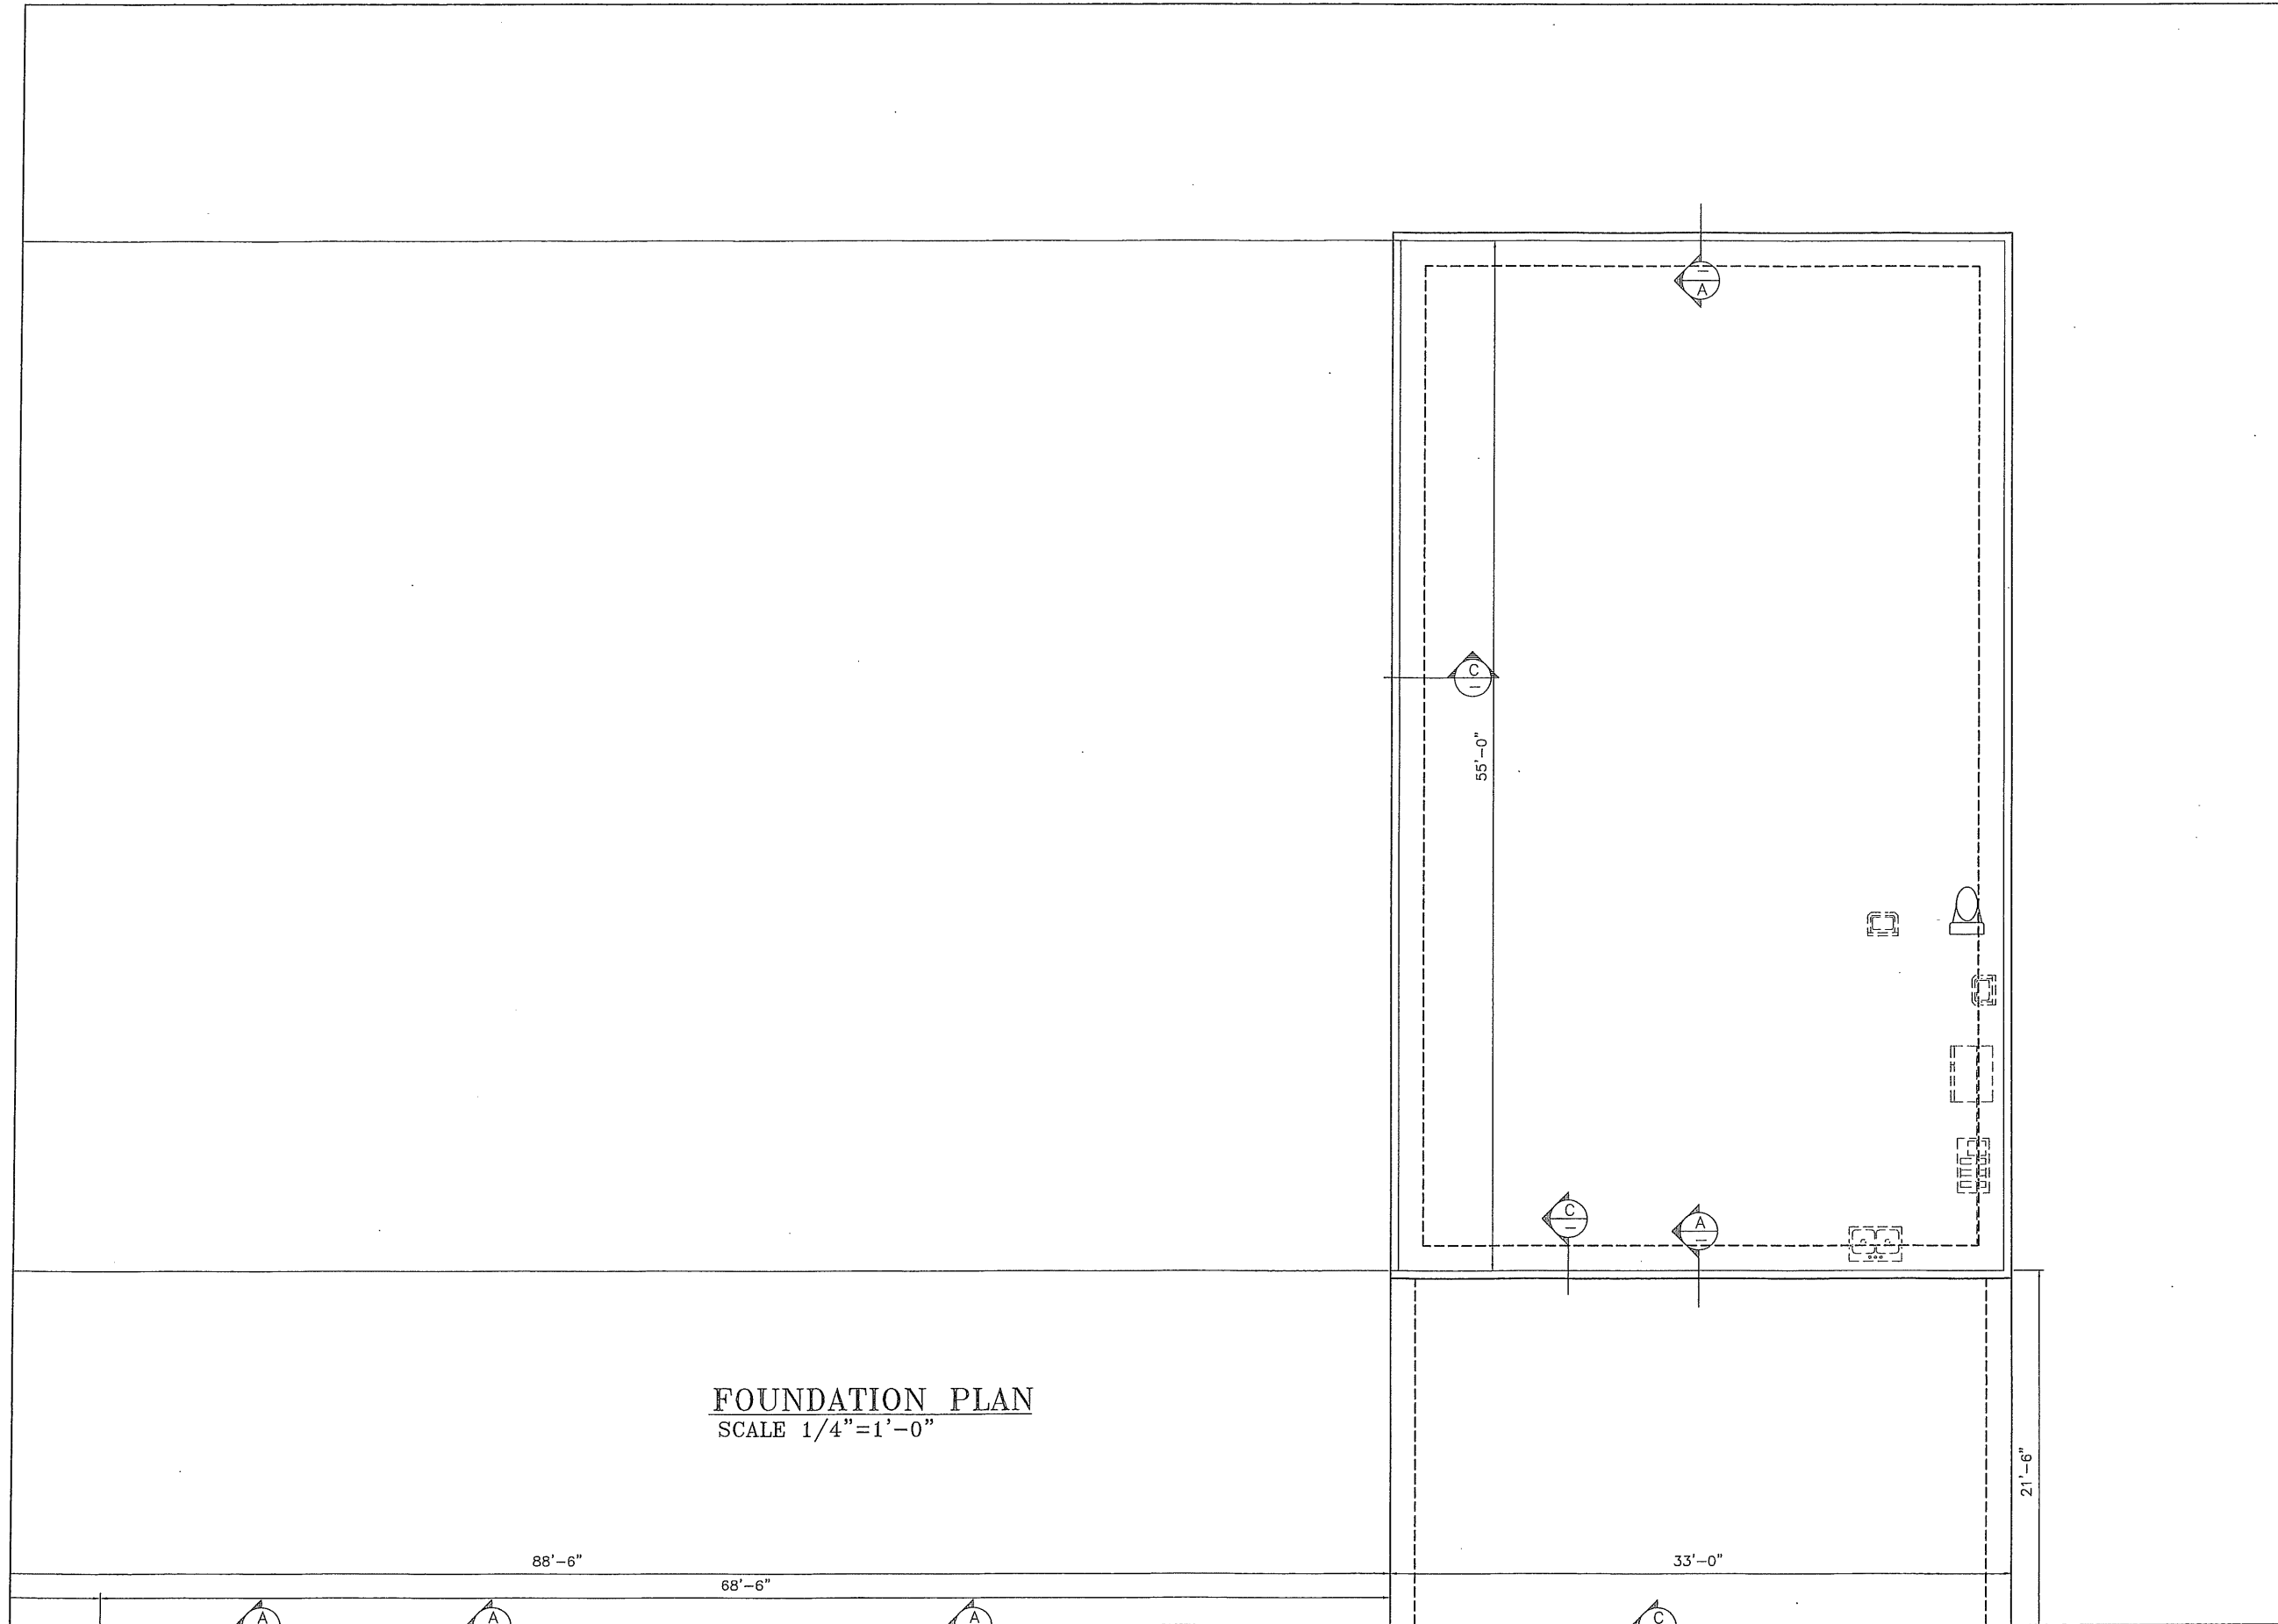 –
A
C
–
55'-0"
C
–
A
–
FOUNDATION PLAN
SCALE 1/4"=1'-0"
21'-6"
88'-6"
33'-0"
68'-6"
A
A
A
C